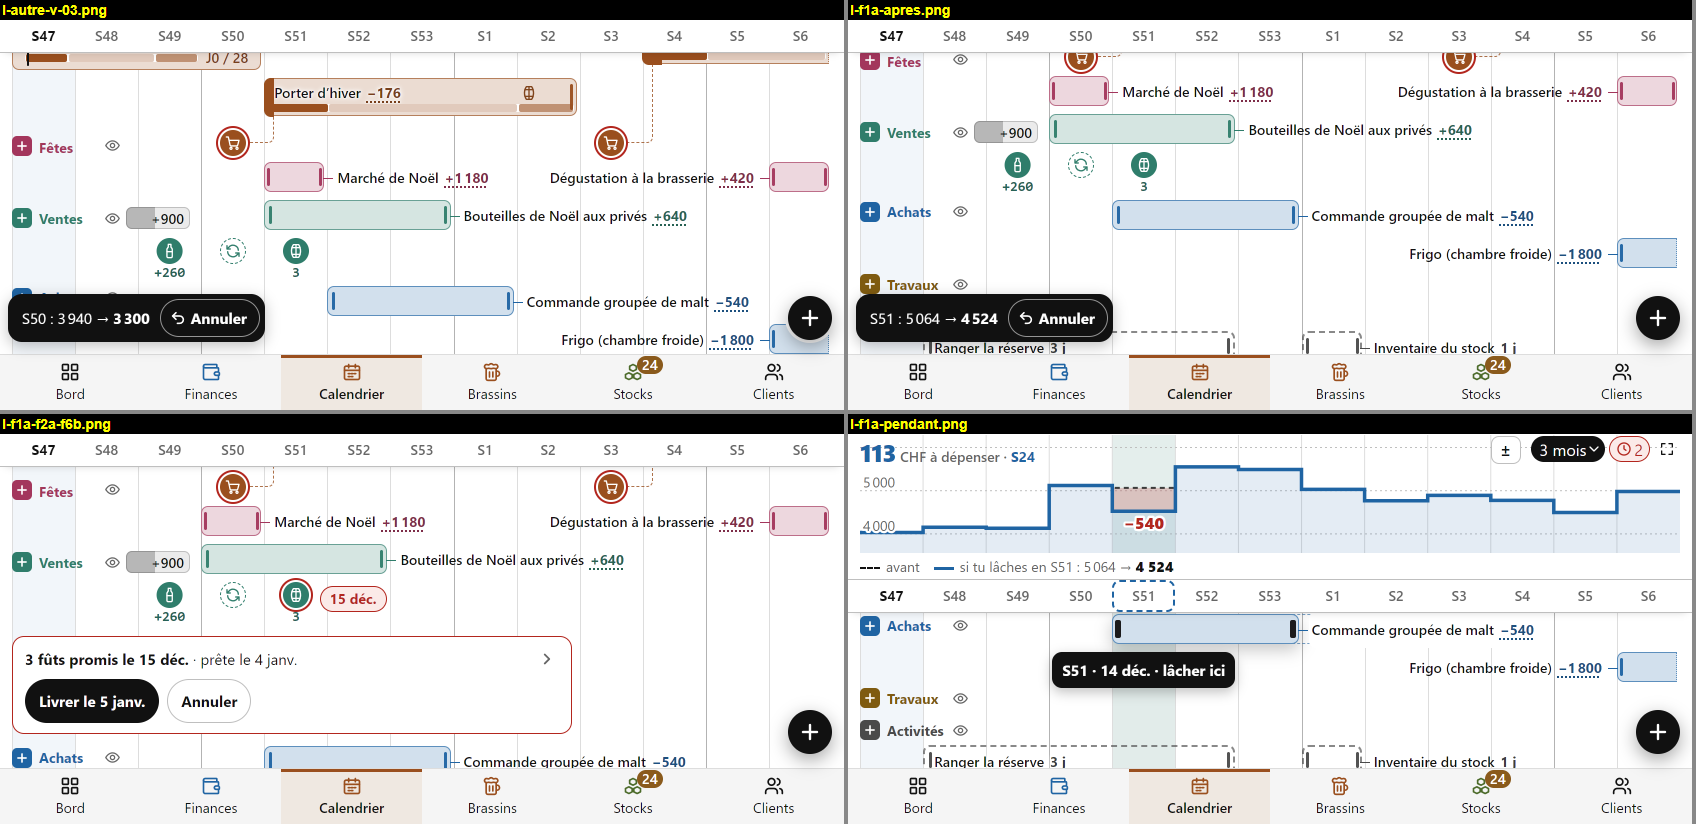 l-autre-v-03.png
S47 S48 S49 S50 S51 S52 S53 S1 S2 S3 S4 S5 S6
J0 / 28
Porter d'hiver −176
Fêtes
Marché de Noël +1 180
Dégustation à la brasserie +420
Ventes
+900
Bouteilles de Noël aux privés +640
+260
3
Commande groupée de malt −540
S50 : 3 940 → 3 300 Annuler
Frigo (chambre froide) −1 800
+
24
Bord Finances Calendrier Brassins Stocks Clients
l-f1a-apres.png
S47 S48 S49 S50 S51 S52 S53 S1 S2 S3 S4 S5 S6
Fêtes
Marché de Noël +1 180
Dégustation à la brasserie +420
Ventes
+900
Bouteilles de Noël aux privés +640
+260
3
Achats
Commande groupée de malt −540
Frigo (chambre froide) −1 800
Travaux
S51 : 5 064 → 4 524 Annuler
+
Ranger la réserve 3 j
Inventaire du stock 1 j
24
Bord Finances Calendrier Brassins Stocks Clients
l-f1a-f2a-f6b.png
S47 S48 S49 S50 S51 S52 S53 S1 S2 S3 S4 S5 S6
Fêtes
Marché de Noël +1 180
Dégustation à la brasserie +420
Ventes
+900
Bouteilles de Noël aux privés +640
+260
3
15 déc.
3 fûts promis le 15 déc. · prête le 4 janv.
Livrer le 5 janv. Annuler
+
Achats
Commande groupée de malt −540
24
Bord Finances Calendrier Brassins Stocks Clients
l-f1a-pendant.png
113 CHF à dépenser · S24
± 3 mois 2
5 000
−540
4 000
avant si tu lâches en S51 : 5 064 → 4 524
S47 S48 S49 S50 S51 S52 S53 S1 S2 S3 S4 S5 S6
Achats
Commande groupée de malt −540
S51 · 14 déc. · lâcher ici
Frigo (chambre froide) −1 800
Travaux
Activités
+
Ranger la réserve 3 j
Inventaire du stock 1 j
24
Bord Finances Calendrier Brassins Stocks Clients